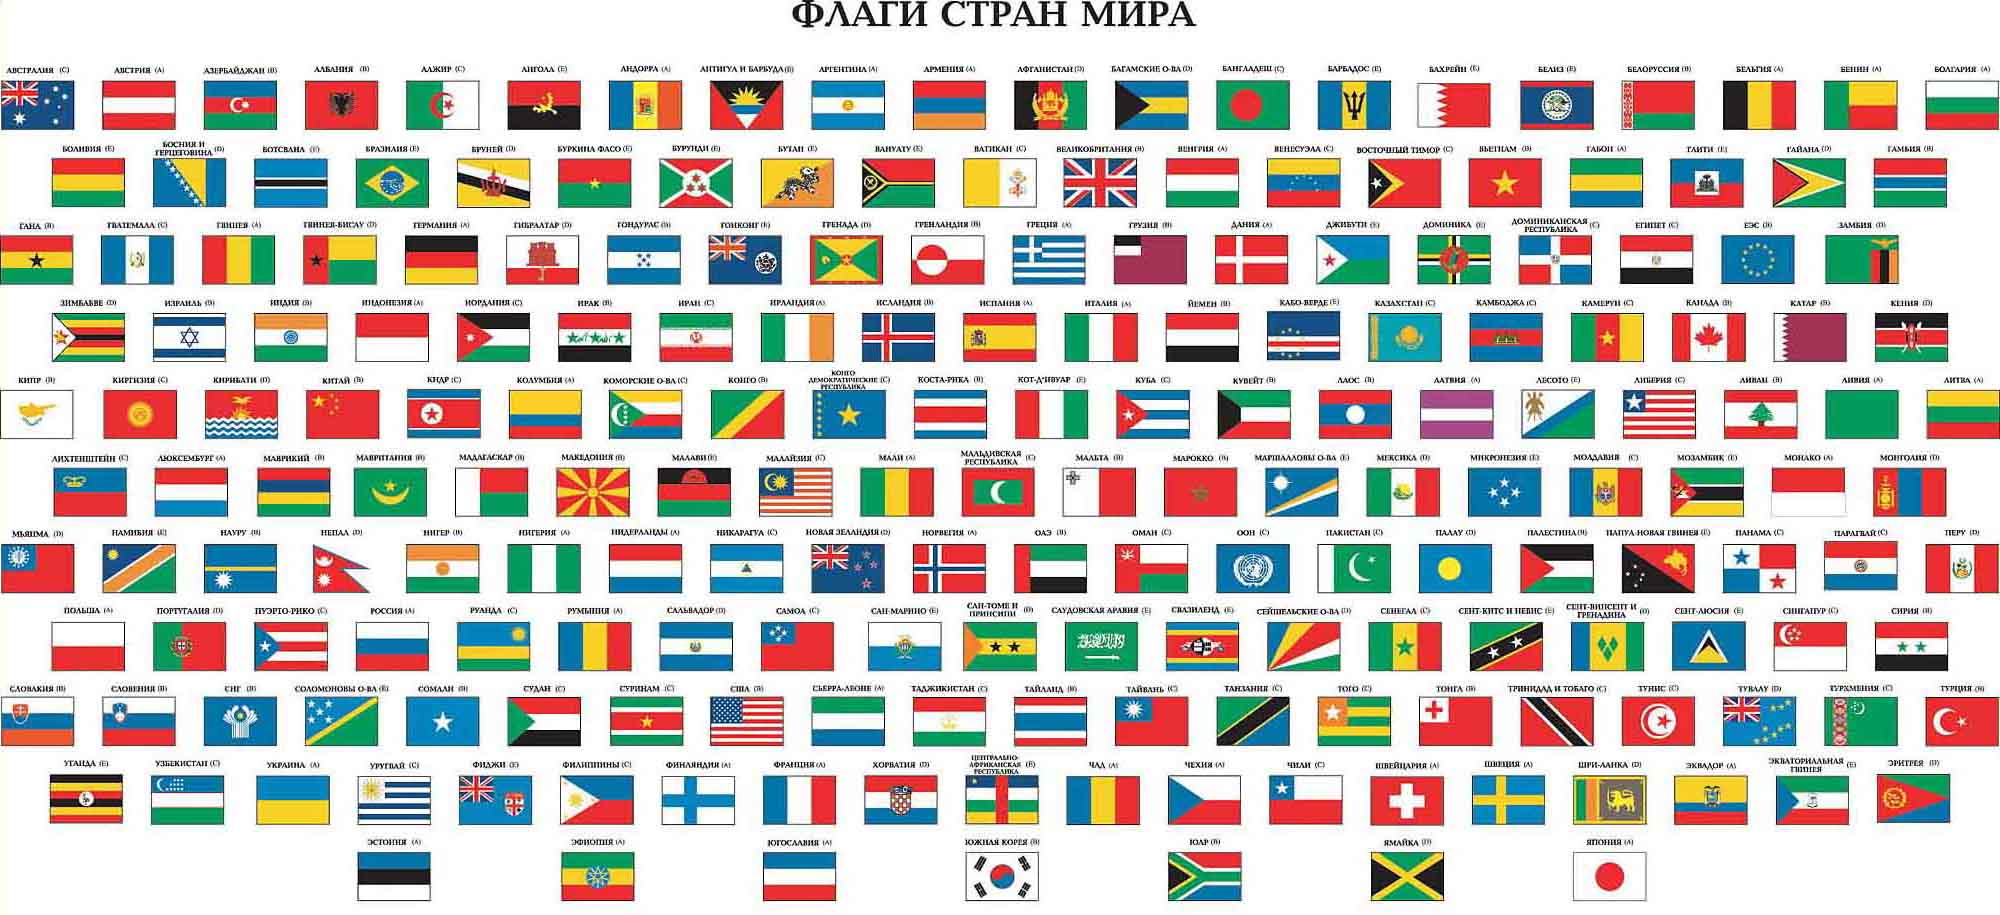 ФЛАГИ СТРАН МИРА
АВСТРАЛИЯ (C) АВСТРИЯ (A) АЗЕРБАЙДЖАН (B) АЛБАНИЯ (B) АЛЖИР (C) АНГОЛА (E) АНДОРРА (A) АНТИГУА И БАРБУДА (E) АРГЕНТИНА (A) АРМЕНИЯ (A) АФГАНИСТАН (D) БАГАМСКИЕ О-ВА (D) БАНГЛАДЕШ (C) БАРБАДОС (E) БАХРЕЙН (E) БЕЛИЗ (E) БЕЛОРУССИЯ (B) БЕЛЬГИЯ (A) БЕНИН (A) БОЛГАРИЯ (A)
БОЛИВИЯ (E) БОСНИЯ И ГЕРЦЕГОВИНА (D) БОТСВАНА (E) БРАЗИЛИЯ (E) БРУНЕЙ (D) БУРКИНА ФАСО (E) БУРУНДИ (E) БУТАН (E) ВАНУАТУ (E) ВАТИКАН (C) ВЕЛИКОБРИТАНИЯ (B) ВЕНГРИЯ (A) ВЕНЕСУЭЛА (C) ВОСТОЧНЫЙ ТИМОР (C) ВЬЕТНАМ (B) ГАБОН (A) ГАИТИ (E) ГАЙАНА (D) ГАМБИЯ (B)
ГАНА (B) ГВАТЕМАЛА (C) ГВИНЕЯ (A) ГВИНЕЯ-БИСАУ (D) ГЕРМАНИЯ (A) ГИБРАЛТАР (D) ГОНДУРАС (B) ГОНКОНГ (E) ГРЕНАДА (D) ГРЕНЛАНДИЯ (B) ГРЕЦИЯ (A) ГРУЗИЯ (B) ДАНИЯ (A) ДЖИБУТИ (E) ДОМИНИКА (E) ДОМИНИКАНСКАЯ РЕСПУБЛИКА (C) ЕГИПЕТ (C) ЕЭС (B) ЗАМБИЯ (D)
ЗИМБАБВЕ (D) ИЗРАИЛЬ (B) ИНДИЯ (B) ИНДОНЕЗИЯ (A) ИОРДАНИЯ (C) ИРАК (B) ИРАН (C) ИРЛАНДИЯ (A) ИСЛАНДИЯ (B) ИСПАНИЯ (A) ИТАЛИЯ (A) ЙЕМЕН (B) КАБО-ВЕРДЕ (E) КАЗАХСТАН (C) КАМБОДЖА (C) КАМЕРУН (C) КАНАДА (B) КАТАР (B) КЕНИЯ (D)
КИПР (B) КИРГИЗИЯ (C) КИРИБАТИ (D) КИТАЙ (B) КНДР (C) КОЛУМБИЯ (A) КОМОРСКИЕ О-ВА (C) КОНГО (B) КОНГО ДЕМОКРАТИЧЕСКАЯ РЕСПУБЛИКА (C) КОСТА-РИКА (B) КОТ-Д'ИВУАР (E) КУБА (C) КУВЕЙТ (B) ЛАОС (B) ЛАТВИЯ (A) ЛЕСОТО (E) ЛИБЕРИЯ (C) ЛИВАН (B) ЛИВИЯ (A) ЛИТВА (A)
ЛИХТЕНШТЕЙН (C) ЛЮКСЕМБУРГ (A) МАВРИКИЙ (B) МАВРИТАНИЯ (B) МАДАГАСКАР (B) МАКЕДОНИЯ (B) МАЛАВИ (E) МАЛАЙЗИЯ (C) МАЛИ (A) МАЛЬДИВСКАЯ РЕСПУБЛИКА (C) МАЛЬТА (B) МАРОККО (B) МАРШАЛЛОВЫ О-ВА (E) МЕКСИКА (D) МИКРОНЕЗИЯ (E) МОЛДАВИЯ (C) МОЗАМБИК (E) МОНАКО (A) МОНГОЛИЯ (D)
МЬЯНМА (D) НАМИБИЯ (E) НАУРУ (B) НЕПАЛ (D) НИГЕР (B) НИГЕРИЯ (A) НИДЕРЛАНДЫ (A) НИКАРАГУА (C) НОВАЯ ЗЕЛАНДИЯ (D) НОРВЕГИЯ (A) ОАЭ (B) ОМАН (C) ООН (C) ПАКИСТАН (C) ПАЛАУ (D) ПАЛЕСТИНА (B) ПАПУА-НОВАЯ ГВИНЕЯ (E) ПАНАМА (C) ПАРАГВАЙ (C) ПЕРУ (D)
ПОЛЬША (A) ПОРТУГАЛИЯ (D) ПУЭРТО-РИКО (C) РОССИЯ (A) РУАНДА (C) РУМЫНИЯ (A) САЛЬВАДОР (D) САМОА (C) САН-МАРИНО (E) САН-ТОМЕ И ПРИНСИПИ (D) САУДОВСКАЯ АРАВИЯ (E) СВАЗИЛЕНД (E) СЕЙШЕЛЬСКИЕ О-ВА (D) СЕНЕГАЛ (C) СЕНТ-КИТС И НЕВИС (E) СЕНТ-ВИНСЕНТ И ГРЕНАДИНА (D) СЕНТ-ЛЮСИЯ (E) СИНГАПУР (C) СИРИЯ (B)
СЛОВАКИЯ (B) СЛОВЕНИЯ (B) СНГ (B) СОЛОМОНОВЫ О-ВА (E) СОМАЛИ (B) СУДАН (C) СУРИНАМ (C) США (B) СЬЕРРА-ЛЕОНЕ (A) ТАДЖИКИСТАН (C) ТАЙЛАНД (B) ТАЙВАНЬ (C) ТАНЗАНИЯ (C) ТОГО (C) ТОНГА (B) ТРИНИДАД И ТОБАГО (C) ТУНИС (C) ТУВАЛУ (D) ТУРХМЕНИЯ (C) ТУРЦИЯ (B)
УГАНДА (E) УЗБЕКИСТАН (C) УКРАИНА (A) УРУГВАЙ (C) ФИДЖИ (E) ФИЛИППИНЫ (C) ФИНЛЯНДИЯ (A) ФРАНЦИЯ (A) ХОРВАТИЯ (D) ЦЕНТРАЛЬНО-АФРИКАНСКАЯ РЕСПУБЛИКА (E) ЧАД (A) ЧЕХИЯ (A) ЧИЛИ (C) ШВЕЙЦАРИЯ (A) ШВЕЦИЯ (A) ШРИ-ЛАНКА (D) ЭКВАДОР (A) ЭКВАТОРИАЛЬНАЯ ГВИНЕЯ (E) ЭРИТРЕЯ (D)
ЭСТОНИЯ (A) ЭФИОПИЯ (A) ЮГОСЛАВИЯ (A) ЮЖНАЯ КОРЕЯ (B) ЮАР (B) ЯМАЙКА (D) ЯПОНИЯ (A)